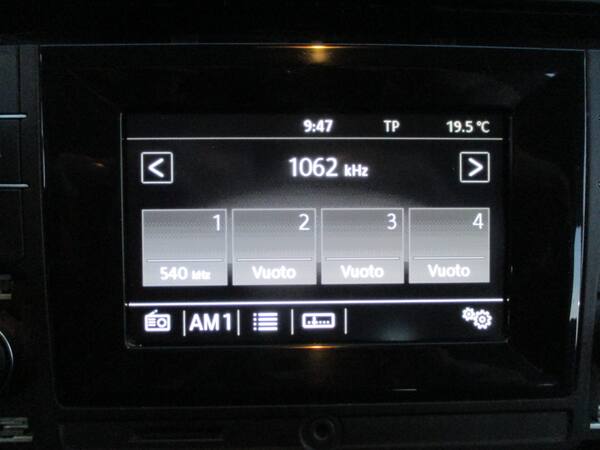 9:47 TP 19.5 °C
< 1062 kHz >
1 2 3 4
540 kHz Vuoto Vuoto Vuoto
AM1